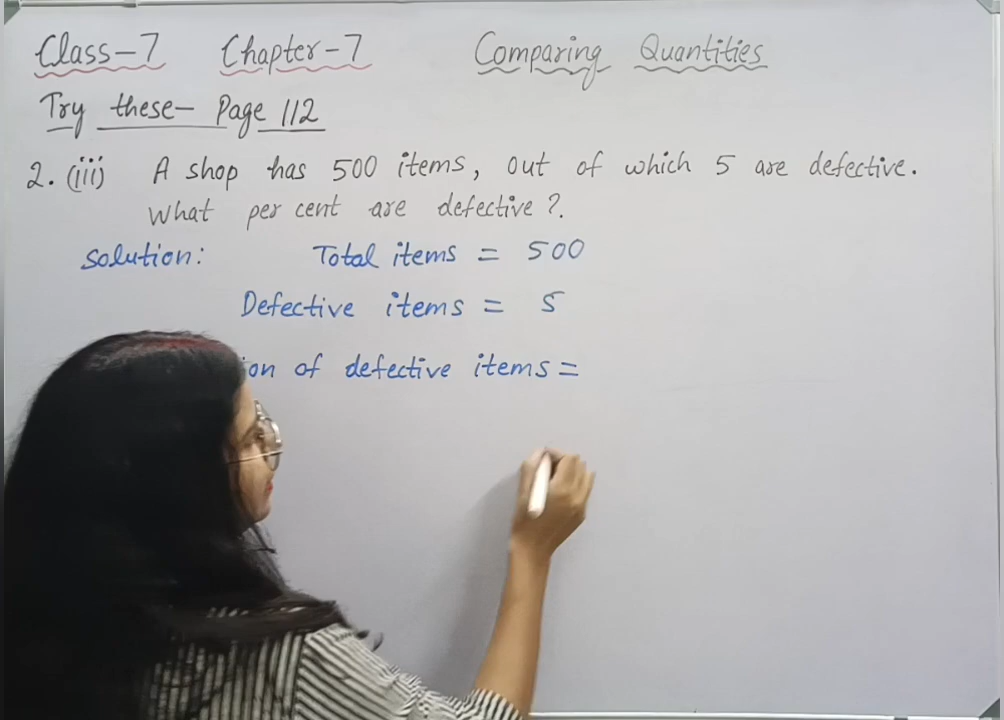 Class-7 Chapter-7 Comparing Quantities
Try these- Page 112
2. (iii) A shop has 500 items, out of which 5 are defective.
What per cent are defective?.
Solution: Total items = 500
Defective items = 5
of defective items =